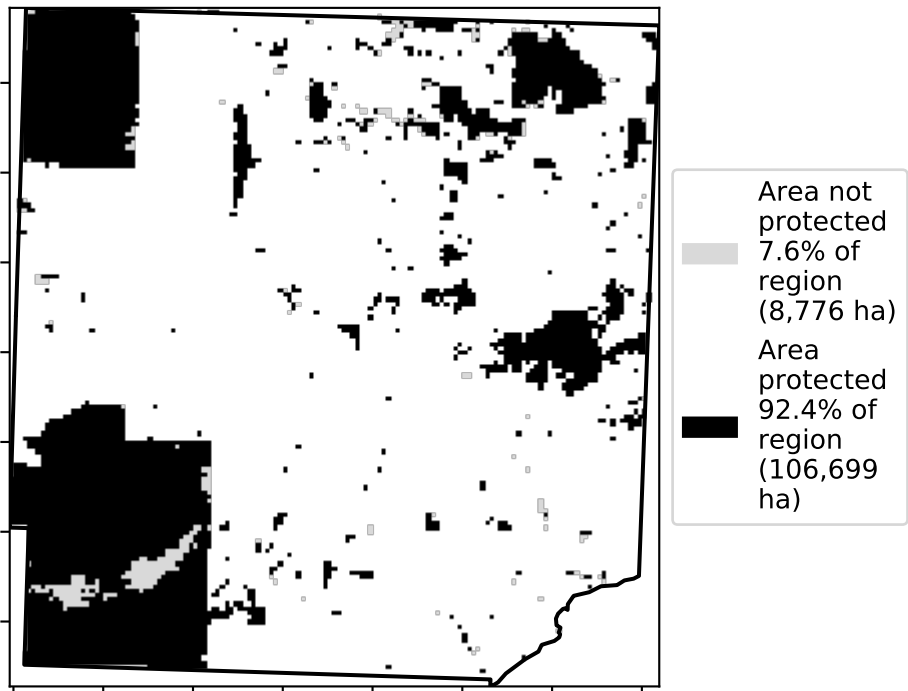 Area not
protected
7.6% of
region
(8,776 ha)
Area
protected
92.4% of
region
(106,699
ha)